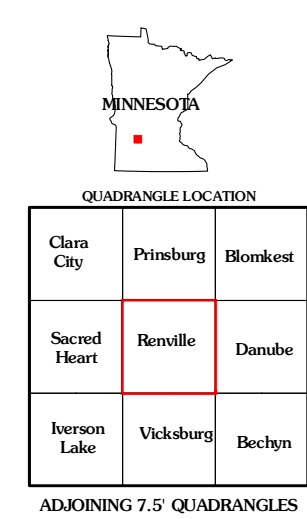 MINNESOTA
QUADRANGLE LOCATION
Clara
City
Prinsburg
Blomkest
Sacred
Heart
Renville
Danube
Iverson
Lake
Vicksburg
Bechyn
ADJOINING 7.5' QUADRANGLES